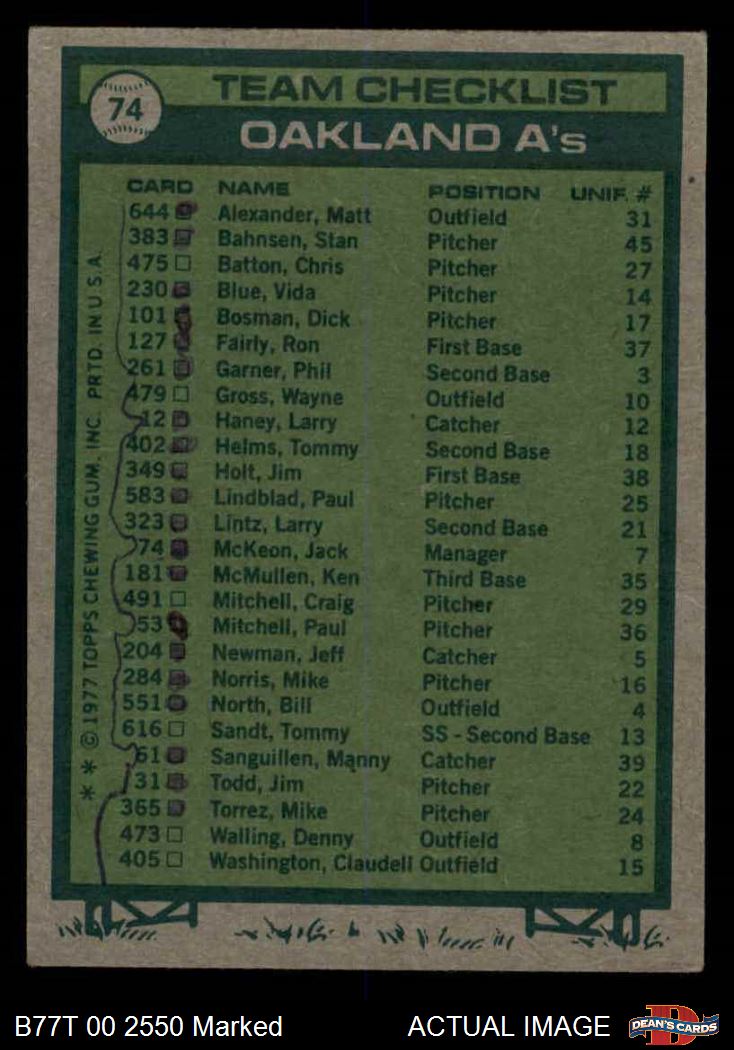 74
TEAM CHECKLIST
OAKLAND A's
CARD NAME POSITION UNIF. #
644 Alexander, Matt Outfield 31
383 Bahnsen, Stan Pitcher 45
475 Batton, Chris Pitcher 27
230 Blue, Vida Pitcher 14
101 Bosman, Dick Pitcher 17
127 Fairly, Ron First Base 37
261 Garner, Phil Second Base 3
479 Gross, Wayne Outfield 10
12 Haney, Larry Catcher 12
402 Helms, Tommy Second Base 18
349 Holt, Jim First Base 38
583 Lindblad, Paul Pitcher 25
323 Lintz, Larry Second Base 21
74 McKeon, Jack Manager 7
181 McMullen, Ken Third Base 35
491 Mitchell, Craig Pitcher 29
53 Mitchell, Paul Pitcher 36
204 Newman, Jeff Catcher 5
284 Norris, Mike Pitcher 16
551 North, Bill Outfield 4
616 Sandt, Tommy SS - Second Base 13
61 Sanguillen, Manny Catcher 39
31 Todd, Jim Pitcher 22
365 Torrez, Mike Pitcher 24
473 Walling, Denny Outfield 8
405 Washington, Claudell Outfield 15
* * © 1977 TOPPS CHEWING GUM, INC. PRTD. IN U.S.A.
B77T 00 2550 Marked ACTUAL IMAGE
D
DEAN'S CARDS